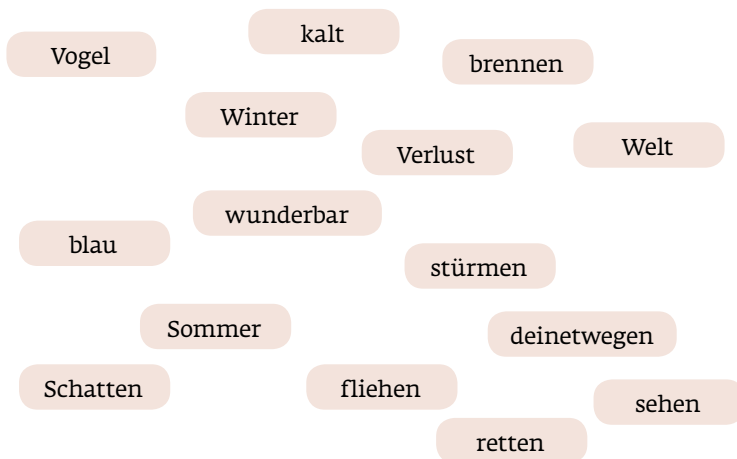 kalt
Vogel
brennen
Winter
Verlust
Welt
wunderbar
blau
stürmen
Sommer
deinetwegen
Schatten
fliehen
sehen
retten